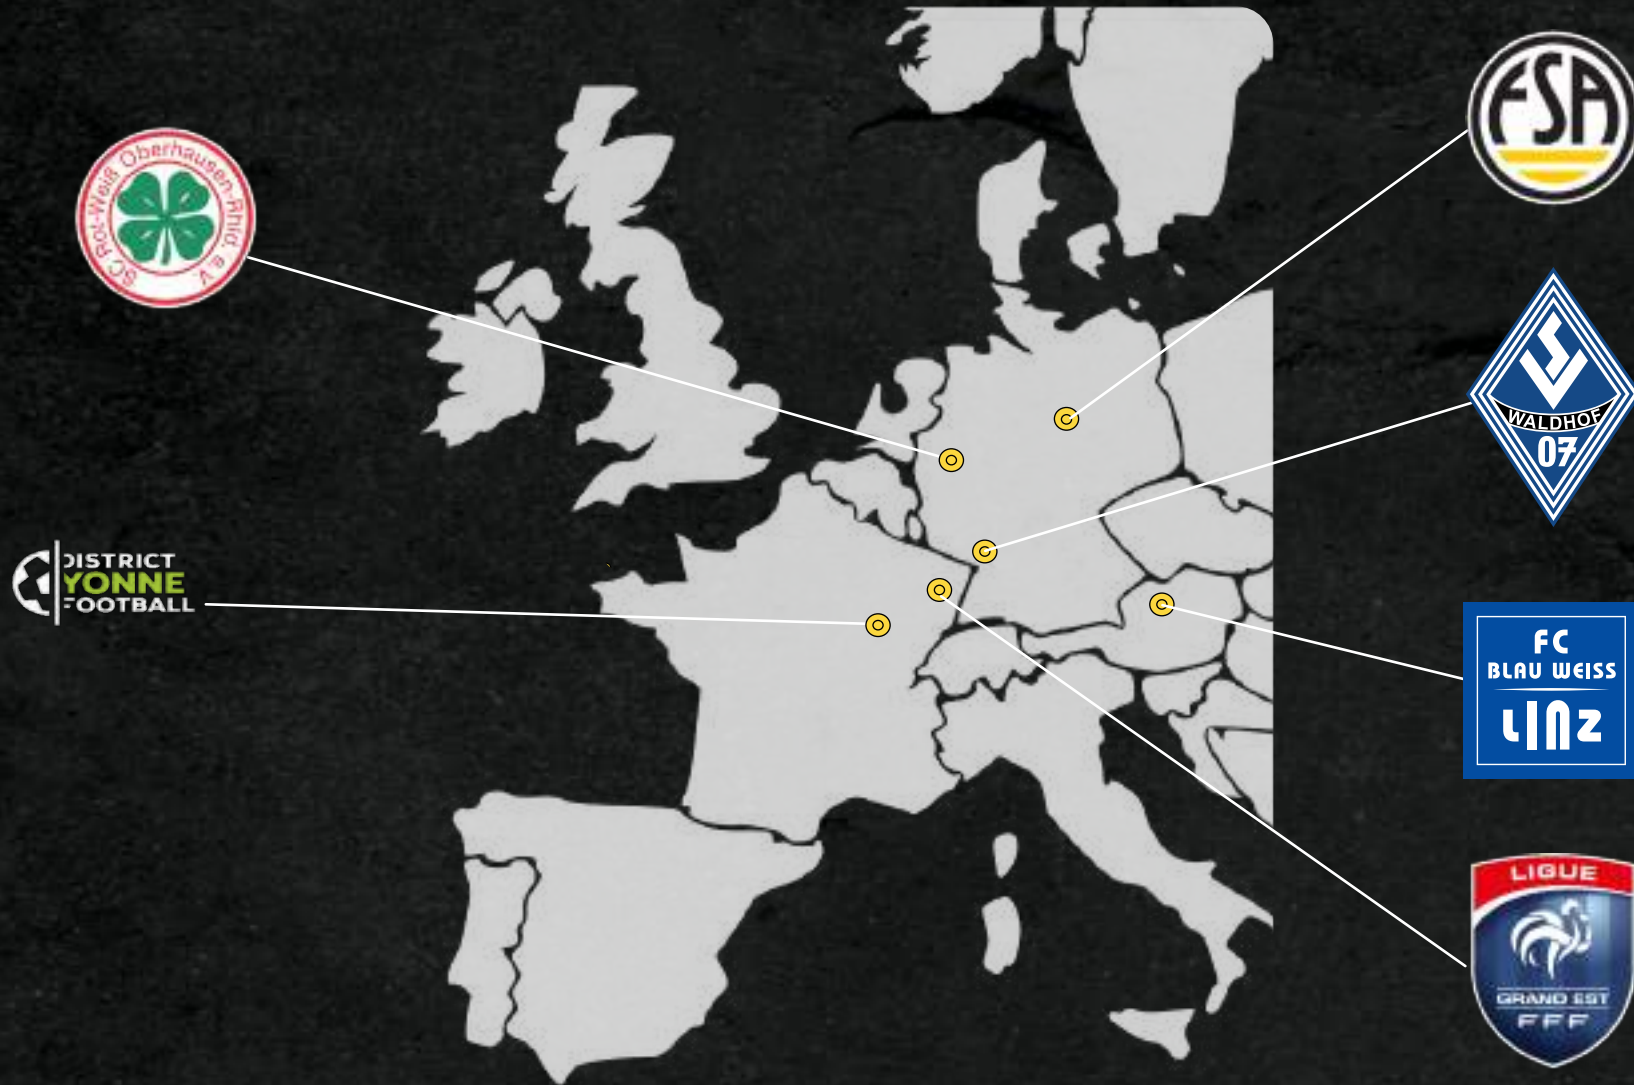 SC Rot-Weiß Oberhausen-Rhld. e.V.
FSA
WALDHOF
07
DISTRICT
YONNE
FOOTBALL
FC
BLAU WEISS
LINZ
LIGUE
GRAND EST
FFF